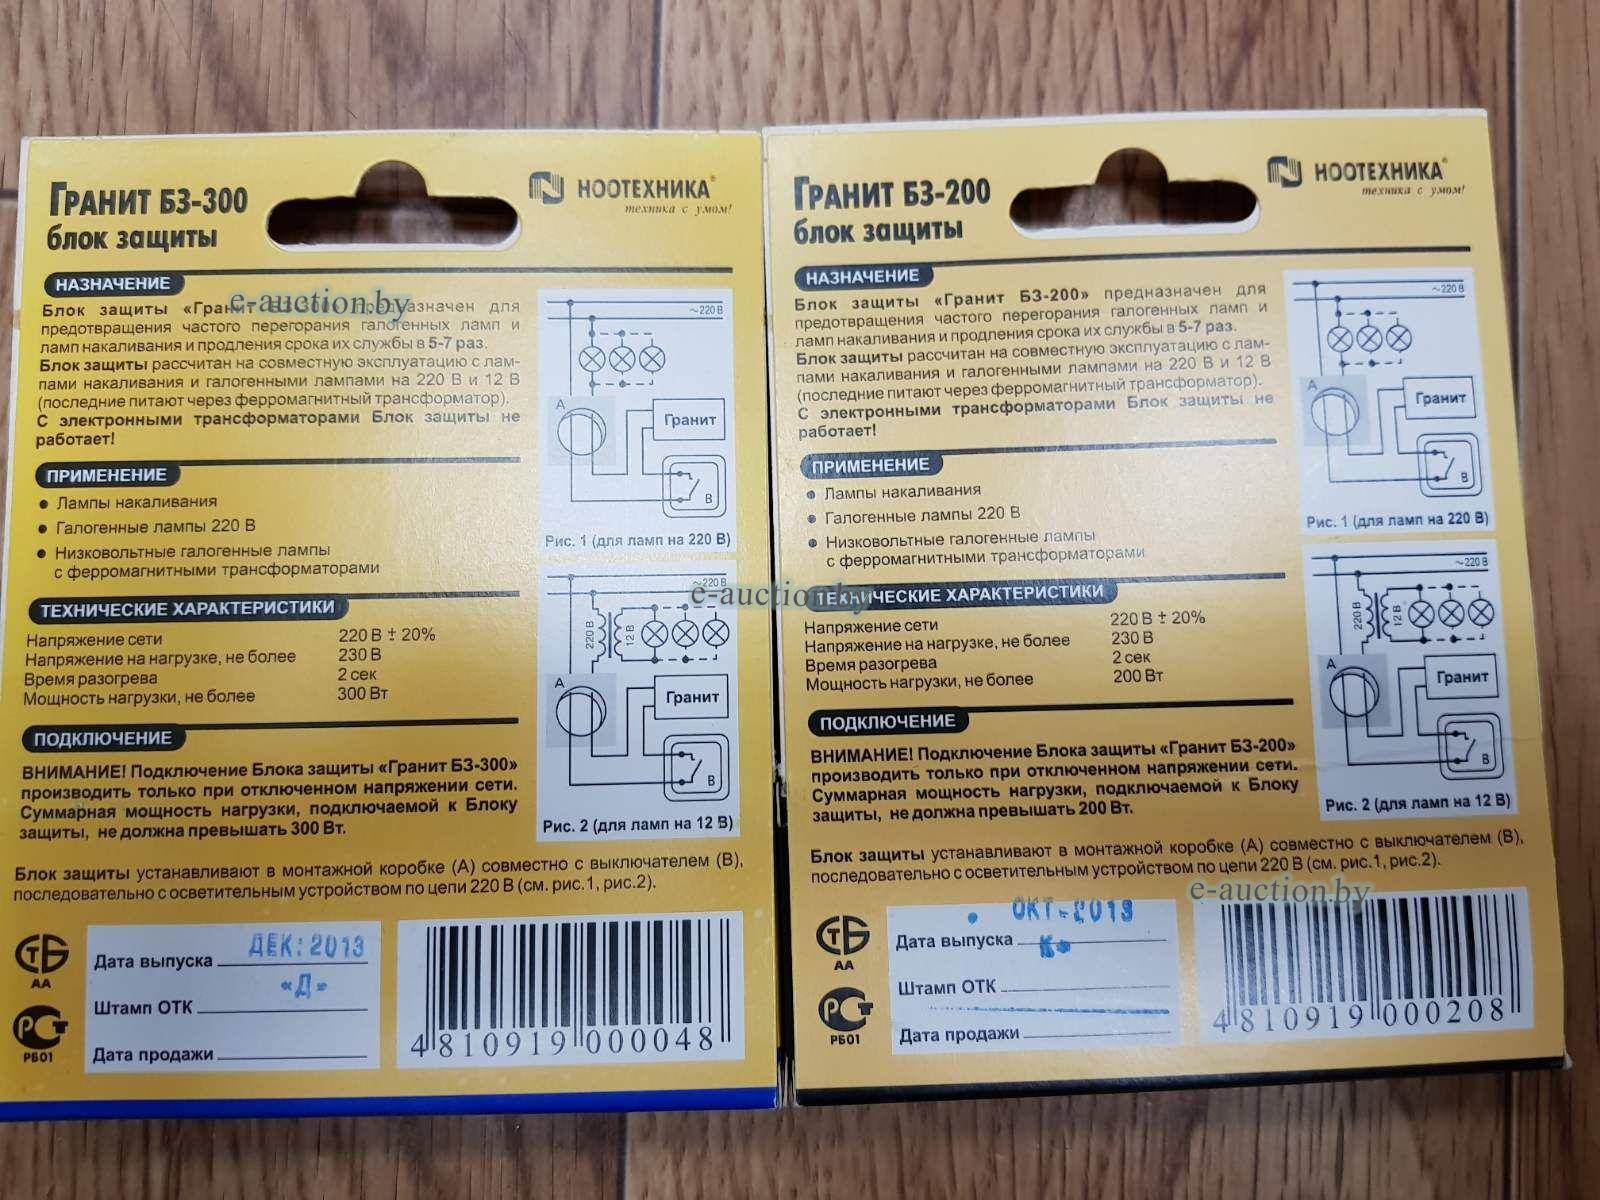 ГРАНИТ БЗ-300
блок защиты
НООТЕХНИКА®
техника с умом!
НАЗНАЧЕНИЕ
Блок защиты «Гранит предназначен для
предотвращения частого перегорания галогенных ламп и
ламп накаливания и продления срока их службы в 5-7 раз.
Блок защиты рассчитан на совместную эксплуатацию с лам-
пами накаливания и галогенными лампами на 220 В и 12 В
(последние питают через ферромагнитный трансформатор).
С электронными трансформаторами Блок защиты не
работает!
ПРИМЕНЕНИЕ
• Лампы накаливания
• Галогенные лампы 220 В
• Низковольтные галогенные лампы
с ферромагнитными трансформаторами
ТЕХНИЧЕСКИЕ ХАРАКТЕРИСТИКИ
Напряжение сети 220 В ± 20%
Напряжение на нагрузке, не более 230 В
Время разогрева 2 сек
Мощность нагрузки, не более 300 Вт
ПОДКЛЮЧЕНИЕ
ВНИМАНИЕ! Подключение Блока защиты «Гранит БЗ-300»
производить только при отключенном напряжении сети.
Суммарная мощность нагрузки, подключаемой к Блоку
защиты, не должна превышать 300 Вт.
~220 В
А
Гранит
В
Рис. 1 (для ламп на 220 В)
~220 В
220 В
12 В
А
Гранит
В
Рис. 2 (для ламп на 12 В)
Блок защиты устанавливают в монтажной коробке (А) совместно с выключателем (В),
последовательно с осветительным устройством по цепи 220 В (см. рис.1, рис.2).
СТБ
АА
РСТ
РБ01
Дата выпуска ДЕК. 2013
«Д»
Штамп ОТК
Дата продажи
4 810919 000048
ГРАНИТ БЗ-200
блок защиты
НООТЕХНИКА®
техника с умом!
НАЗНАЧЕНИЕ
Блок защиты «Гранит БЗ-200» предназначен для
предотвращения частого перегорания галогенных ламп и
ламп накаливания и продления срока их службы в 5-7 раз.
Блок защиты рассчитан на совместную эксплуатацию с лам-
пами накаливания и галогенными лампами на 220 В и 12 В
(последние питают через ферромагнитный трансформатор).
С электронными трансформаторами Блок защиты не
работает!
ПРИМЕНЕНИЕ
• Лампы накаливания
• Галогенные лампы 220 В
• Низковольтные галогенные лампы
с ферромагнитными трансформаторами
ТЕХНИЧЕСКИЕ ХАРАКТЕРИСТИКИ
Напряжение сети 220 В ± 20%
Напряжение на нагрузке, не более 230 В
Время разогрева 2 сек
Мощность нагрузки, не более 200 Вт
ПОДКЛЮЧЕНИЕ
ВНИМАНИЕ! Подключение Блока защиты «Гранит БЗ-200»
производить только при отключенном напряжении сети.
Суммарная мощность нагрузки, подключаемой к Блоку
защиты, не должна превышать 200 Вт.
~220 В
А
Гранит
В
Рис. 1 (для ламп на 220 В)
~220 В
220 В
12 В
А
Гранит
В
Рис. 2 (для ламп на 12 В)
Блок защиты устанавливают в монтажной коробке (А) совместно с выключателем (В),
последовательно с осветительным устройством по цепи 220 В (см. рис.1, рис.2).
СТБ
АА
РСТ
РБ01
ОКТ. 2013
Дата выпуска
Штамп ОТК
Дата продажи
4 810919 000208
e-auction.by
e-auction.by
e-auction.by